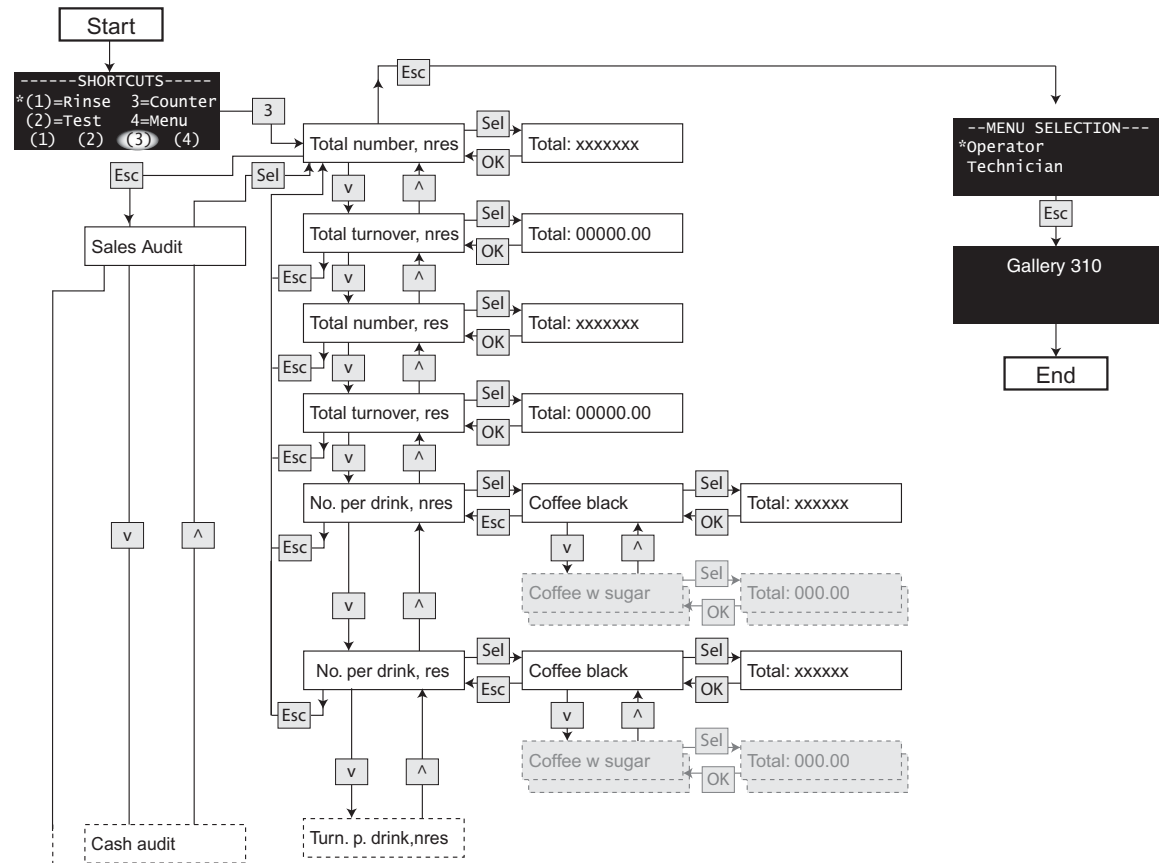 Start
------SHORTCUTS-----
*(1)=Rinse 3=Counter
(2)=Test 4=Menu
(1) (2) (3) (4)
3
Esc
--MENU SELECTION---
*Operator
Technician
Esc
Gallery 310
End
Total number, nres
Sel
OK
Total: xxxxxxx
Esc
Sel
v
^
Sales Audit
Total turnover, nres
Sel
OK
Total: 00000.00
Esc
v
^
Total number, res
Sel
OK
Total: xxxxxxx
Esc
v
^
Total turnover, res
Sel
OK
Total: 00000.00
Esc
v
^
No. per drink, nres
Sel
Esc
Coffee black
Sel
OK
Total: xxxxxx
v
^
Esc
v
^
Coffee w sugar
Sel
OK
Total: 000.00
v
^
No. per drink, res
Sel
Esc
Coffee black
Sel
OK
Total: xxxxxx
Esc
v
^
Coffee w sugar
Sel
OK
Total: 000.00
v
^
Cash audit
Turn. p. drink,nres